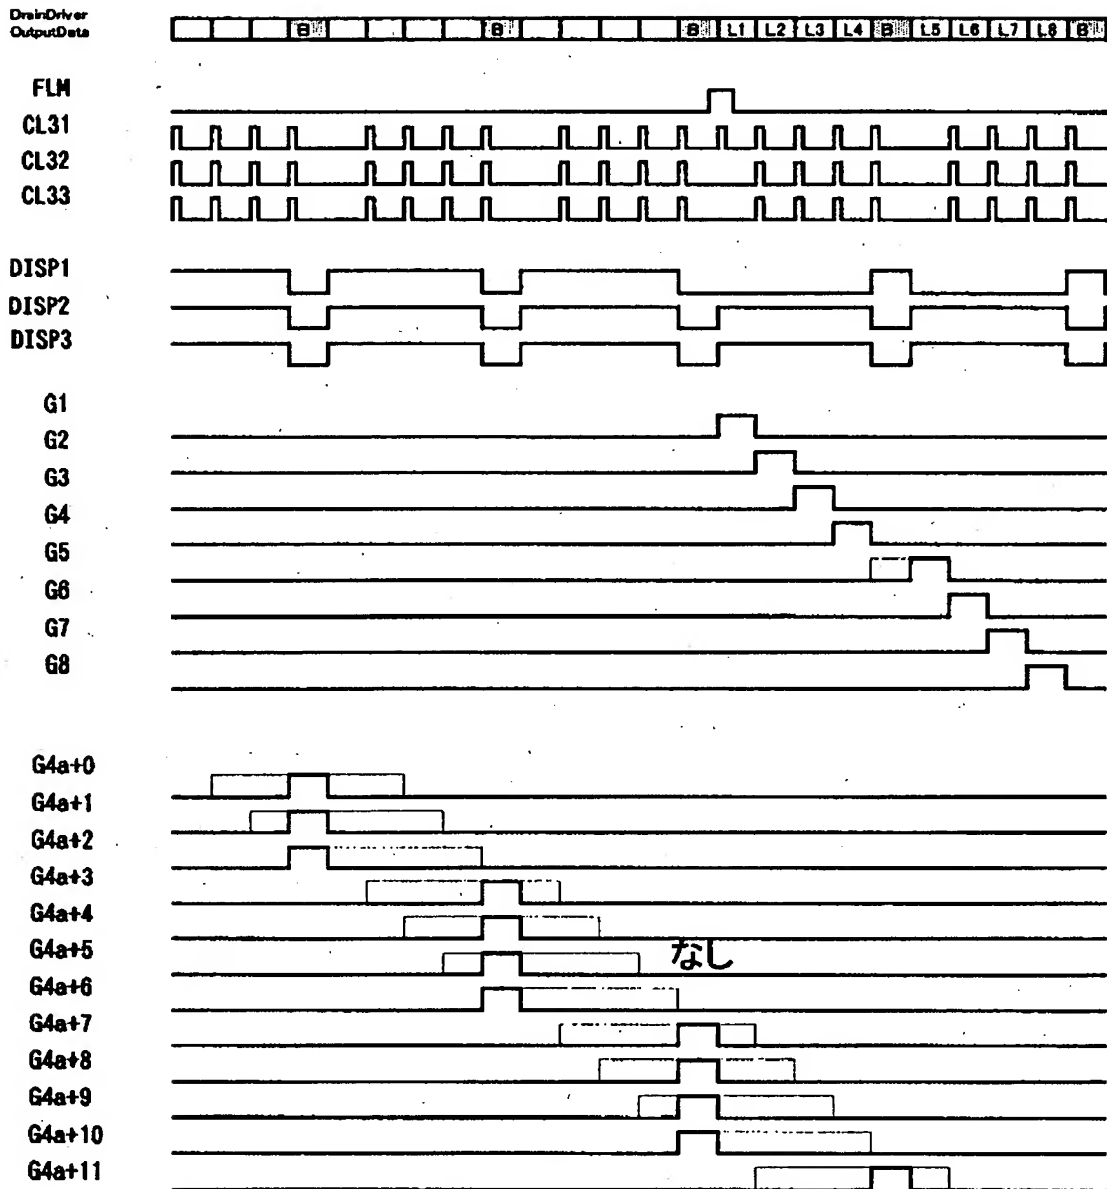 DrainDriver
OutputData
B B B L1 L2 L3 L4 B L5 L6 L7 L8 B
FLM
CL31
CL32
CL33
DISP1
DISP2
DISP3
G1
G2
G3
G4
G5
G6
G7
G8
G4a+0
G4a+1
G4a+2
G4a+3
G4a+4
G4a+5
なし
G4a+6
G4a+7
G4a+8
G4a+9
G4a+10
G4a+11